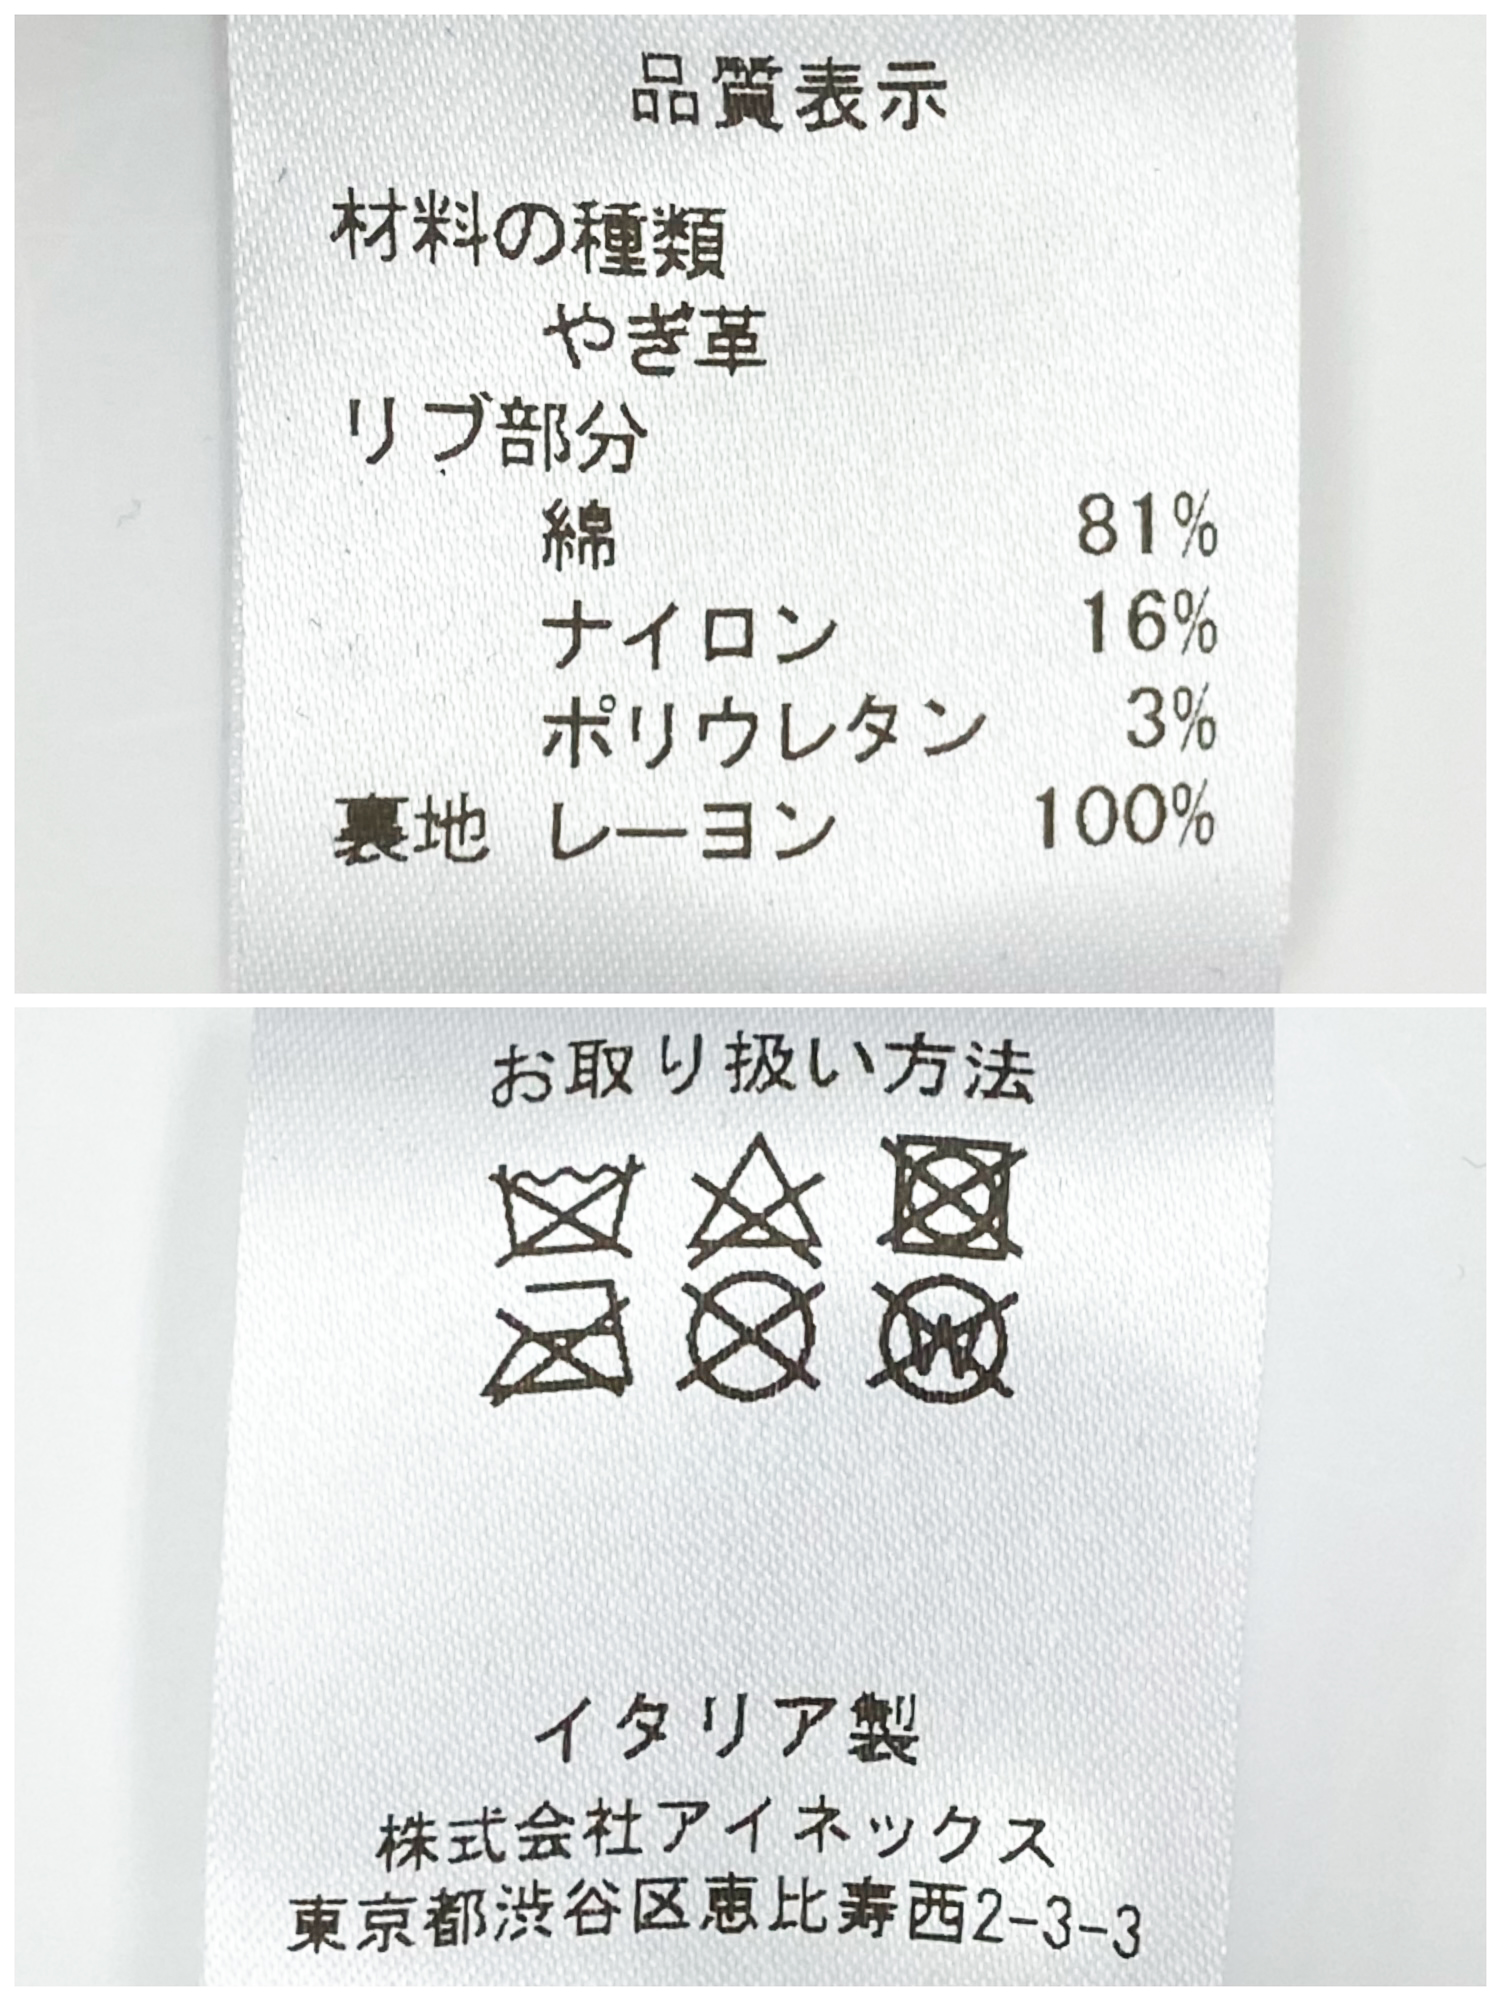 品質表示
材料の種類
やぎ革
リブ部分
綿 81%
ナイロン 16%
ポリウレタン 3%
裏地 レーヨン 100%
お取り扱い方法
W
イタリア製
株式会社アイネックス
東京都渋谷区恵比寿西2-3-3